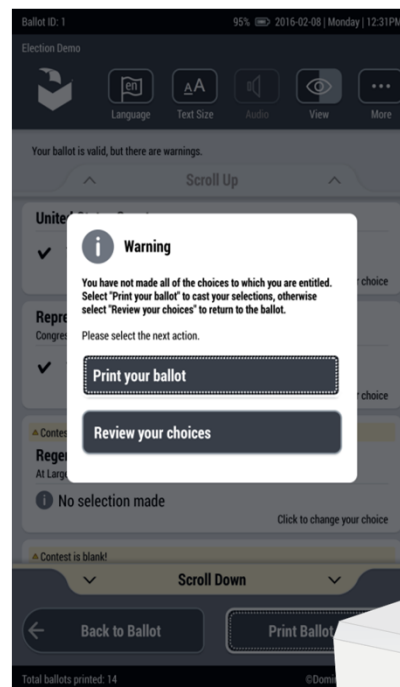 Ballot ID: 1
95% 2016-02-08 | Monday | 12:31PM
Election Demo
en
AA
Language
Text Size
Audio
View
More
Your ballot is valid, but there are warnings.
Scroll Up
choice
Warning
You have not made all of the choices to which you are entitled.
Select "Print your ballot" to cast your selections, otherwise
select "Review your choices" to return to the ballot.
Please select the next action.
Print your ballot
choice
Review your choices
At Large
No selection made
Click to change your choice
Contest is blank!
Scroll Down
Back to Ballot
Print Ballot
Total ballots printed: 14